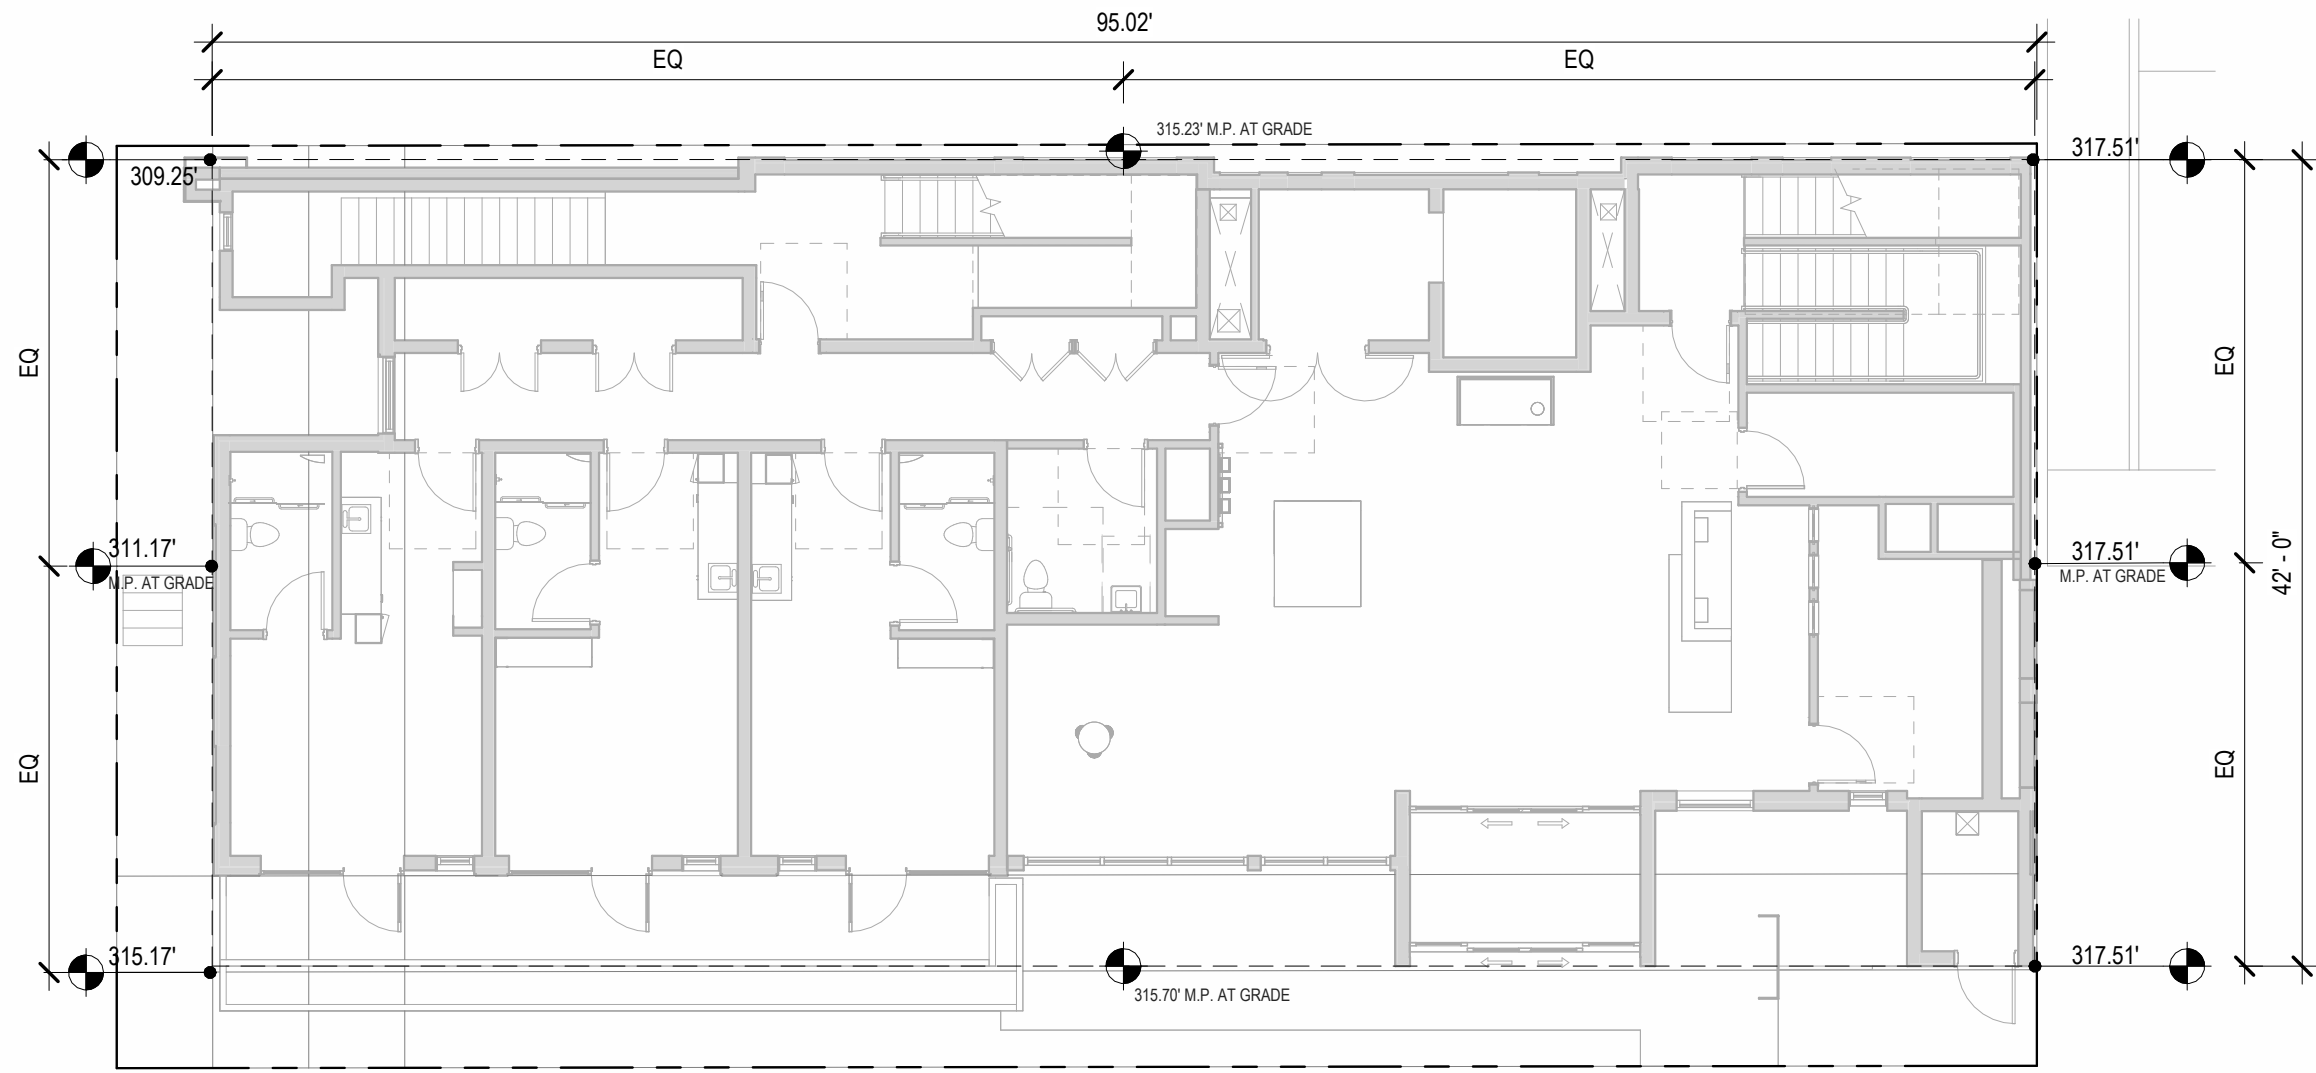 95.02'
EQ
EQ
315.23' M.P. AT GRADE
309.25'
317.51'
EQ
EQ
311.17'
M.P. AT GRADE
317.51'
M.P. AT GRADE
42' - 0"
EQ
EQ
315.17'
317.51'
315.70' M.P. AT GRADE